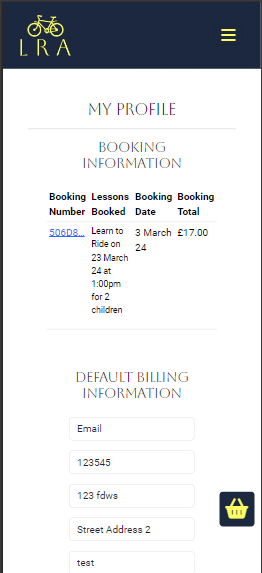 LRA
MY PROFILE
BOOKING
INFORMATION
Booking Number
Lessons Booked
Booking Date
Booking Total
506D8...
Learn to
Ride on
23 March
24 at
1:00pm
for 2
children
3 March
24
£17.00
DEFAULT BILLING
INFORMATION
Email
123545
123 fdws
Street Address 2
test